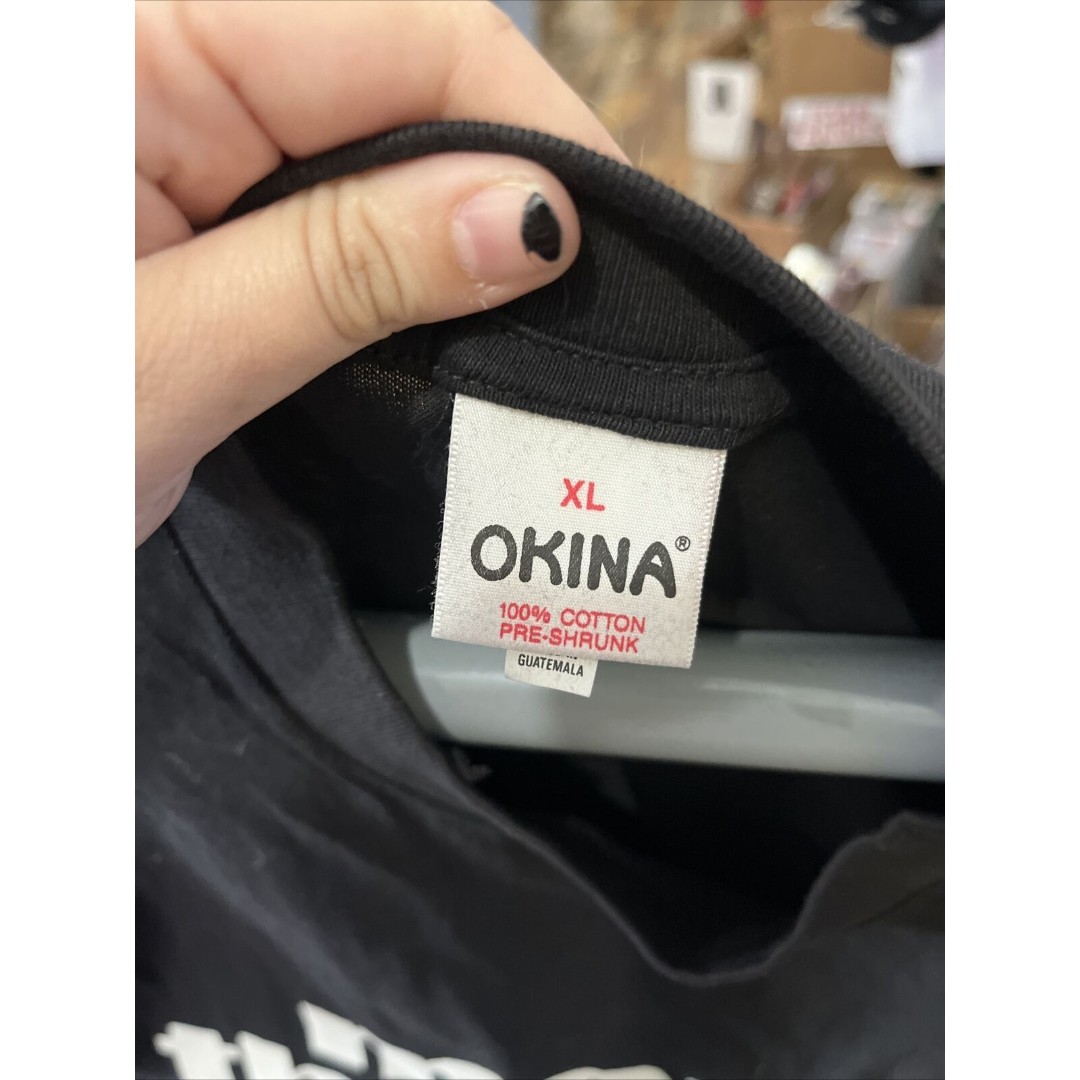 XL
OKINA®
100% COTTON
PRE-SHRUNK
GUATEMALA